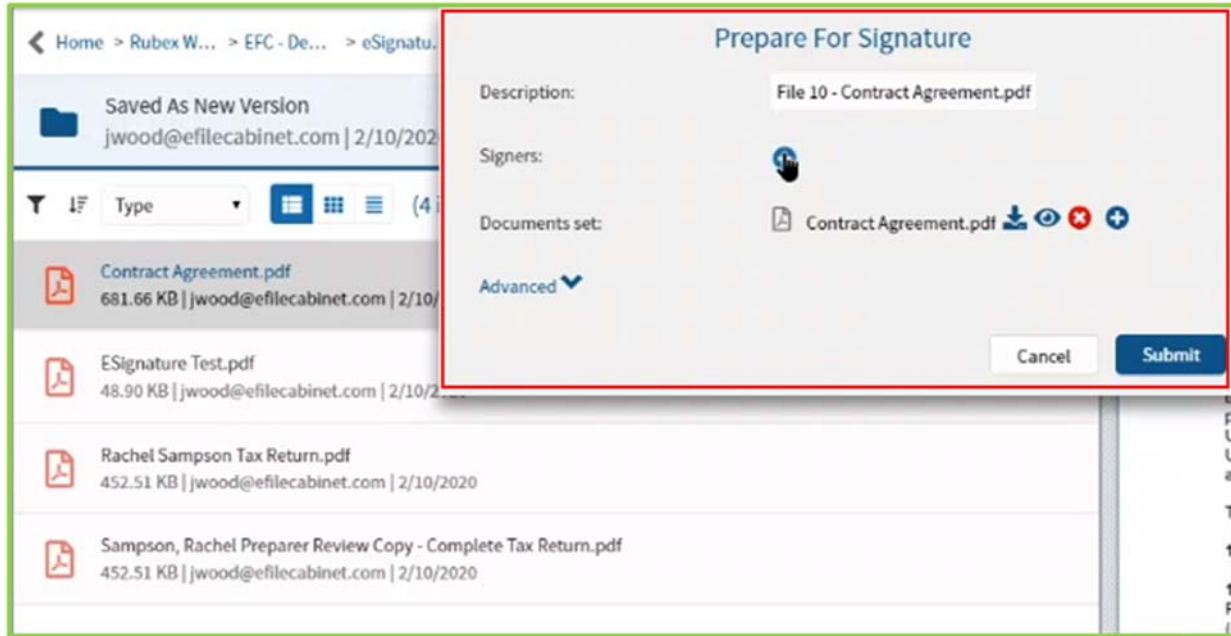 Home > Rubex W... > EFC - De... > eSignatu.
Saved As New Version
jwood@efilecabinet.com | 2/10/202
Type
(4 i
Contract Agreement.pdf
681.66 KB | jwood@efilecabinet.com | 2/10/
ESignature Test.pdf
48.90 KB | jwood@efilecabinet.com | 2/10/2
Rachel Sampson Tax Return.pdf
452.51 KB | jwood@efilecabinet.com | 2/10/2020
Sampson, Rachel Preparer Review Copy - Complete Tax Return.pdf
452.51 KB | jwood@efilecabinet.com | 2/10/2020
Prepare For Signature
Description:
File 10 - Contract Agreement.pdf
Signers:
Documents set:
Contract Agreement.pdf
Advanced
Cancel
Submit